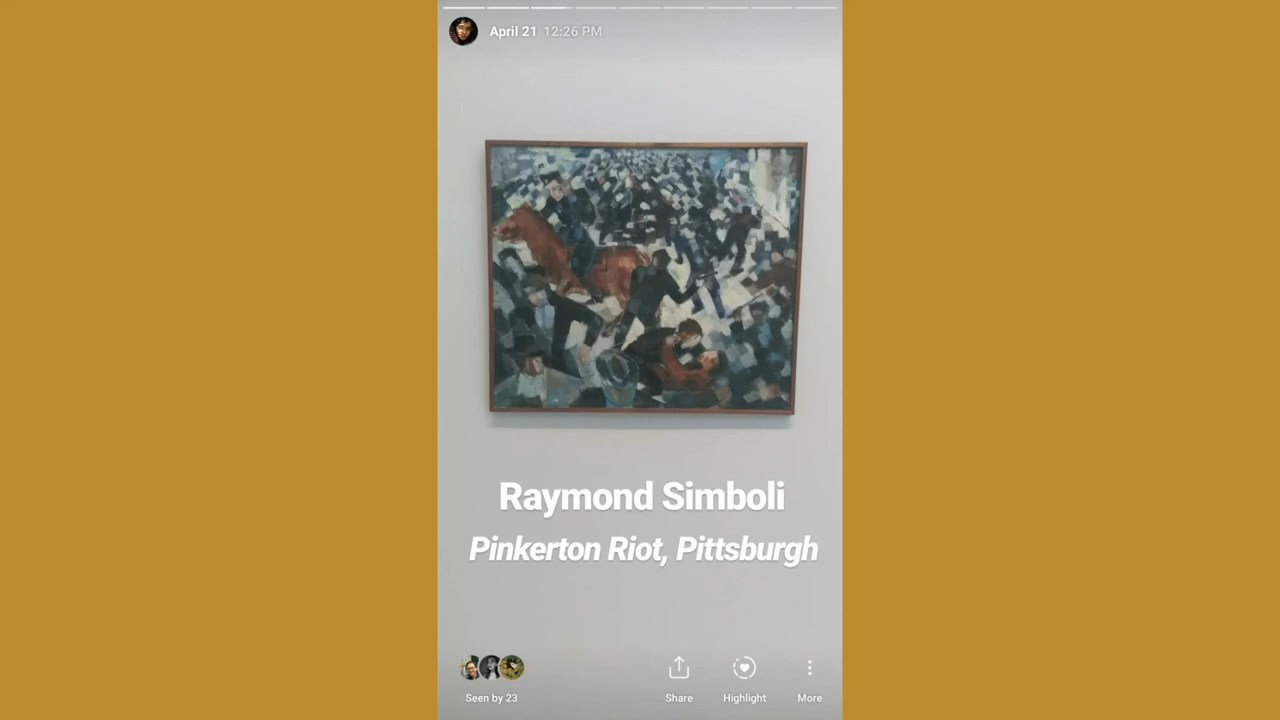 April 21 12:26 PM
Raymond Simboli
Pinkerton Riot, Pittsburgh
Seen by 23
Share
Highlight
More